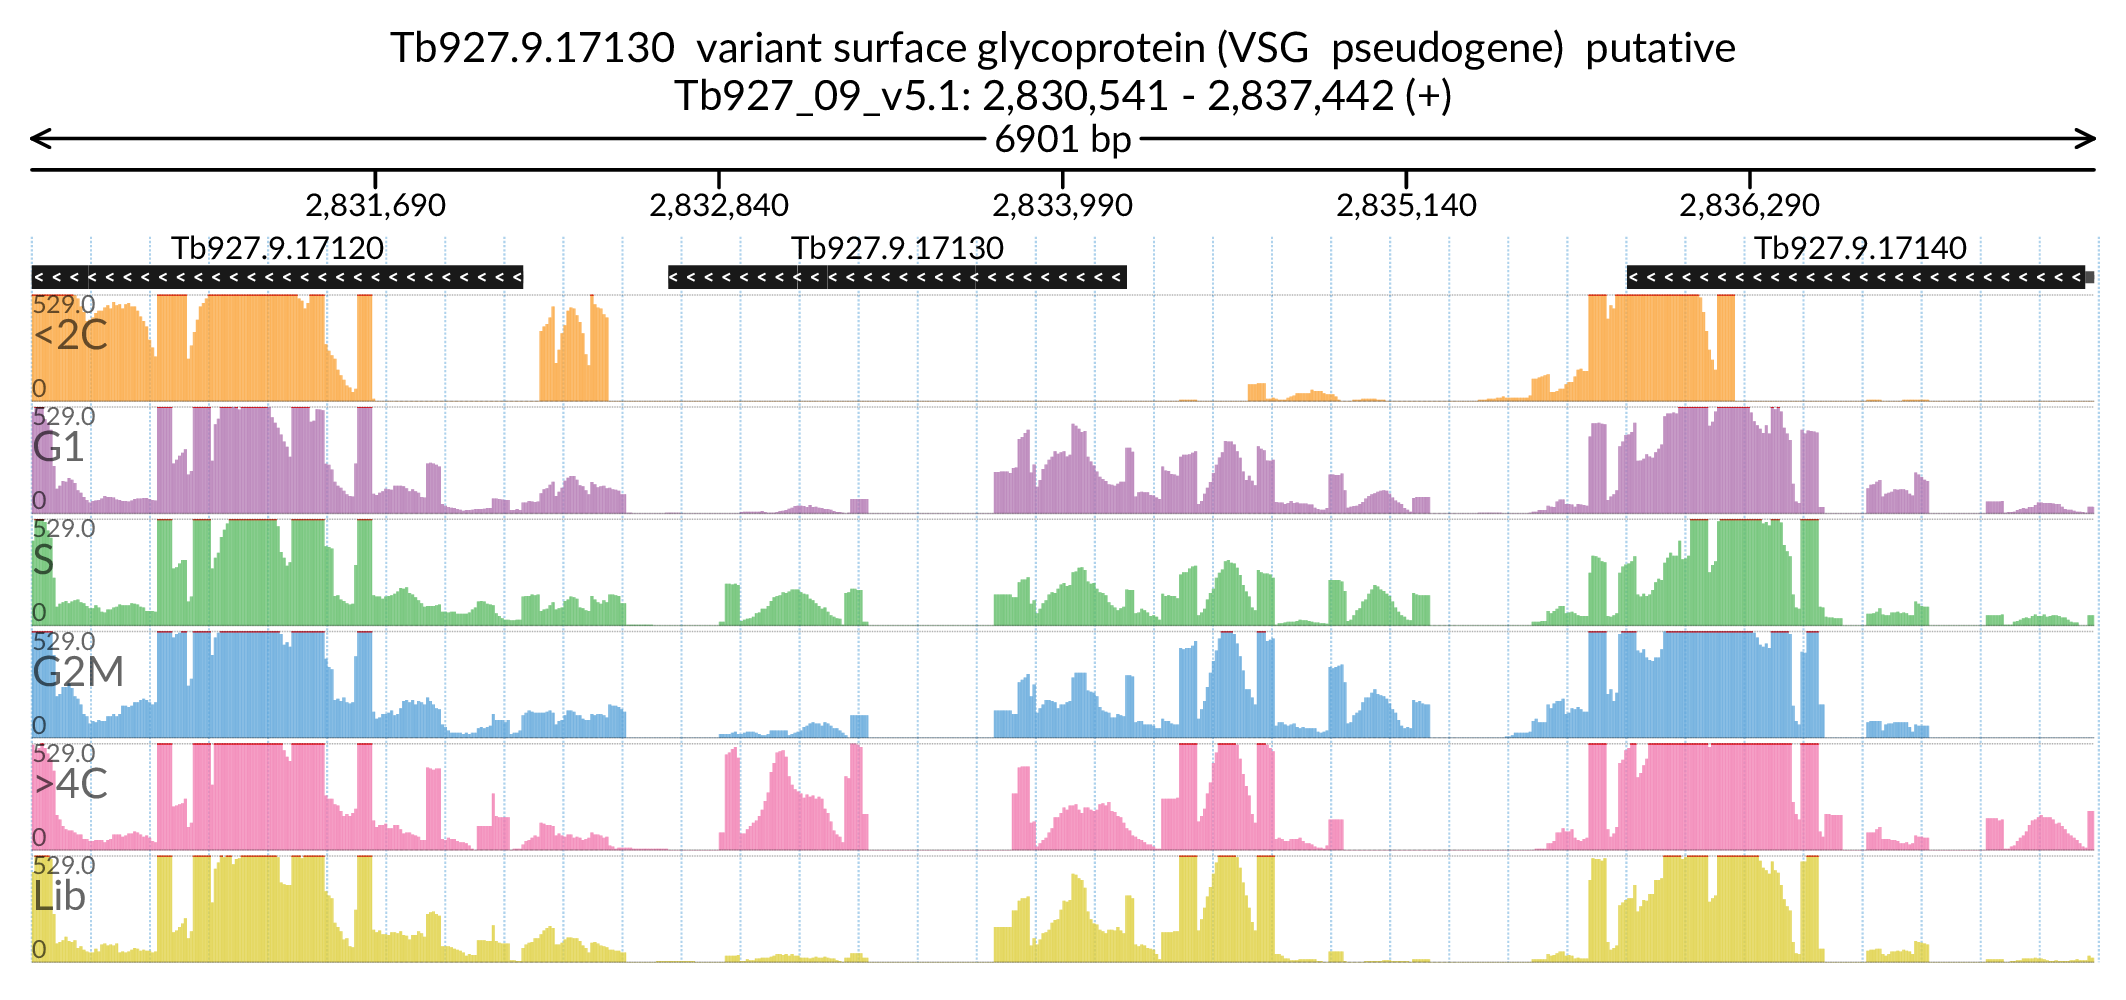 Tb927.9.17130  variant surface glycoprotein (VSG  pseudogene)  putative
Tb927_09_v5.1: 2,830,541 - 2,837,442 (+)
6901 bp
2,831,690 2,832,840 2,833,990 2,835,140 2,836,290
Tb927.9.17120 Tb927.9.17130 Tb927.9.17140
529.0
<2C
0
529.0
G1
0
529.0
S
0
529.0
G2M
0
529.0
>4C
0
529.0
Lib
0